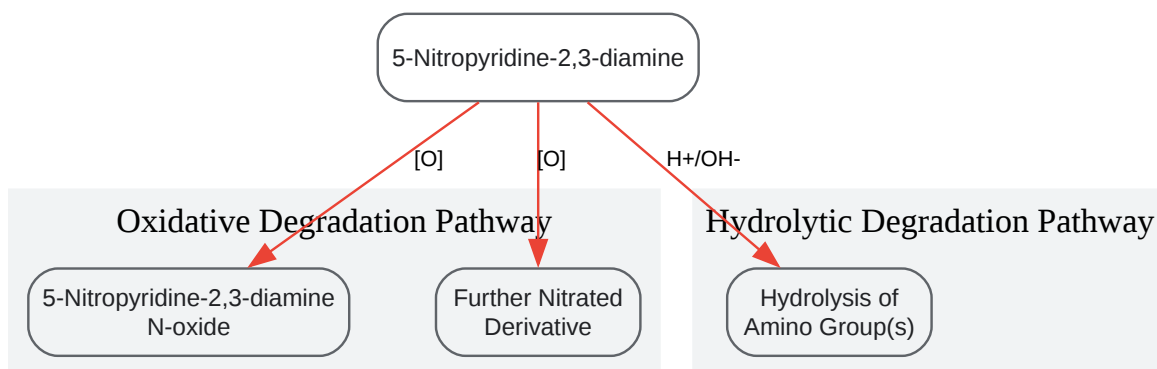 5-Nitropyridine-2,3-diamine
[O]
[O]
H+/OH-
Oxidative Degradation Pathway
Hydrolytic Degradation Pathway
5-Nitropyridine-2,3-diamine
N-oxide
Further Nitrated
Derivative
Hydrolysis of
Amino Group(s)